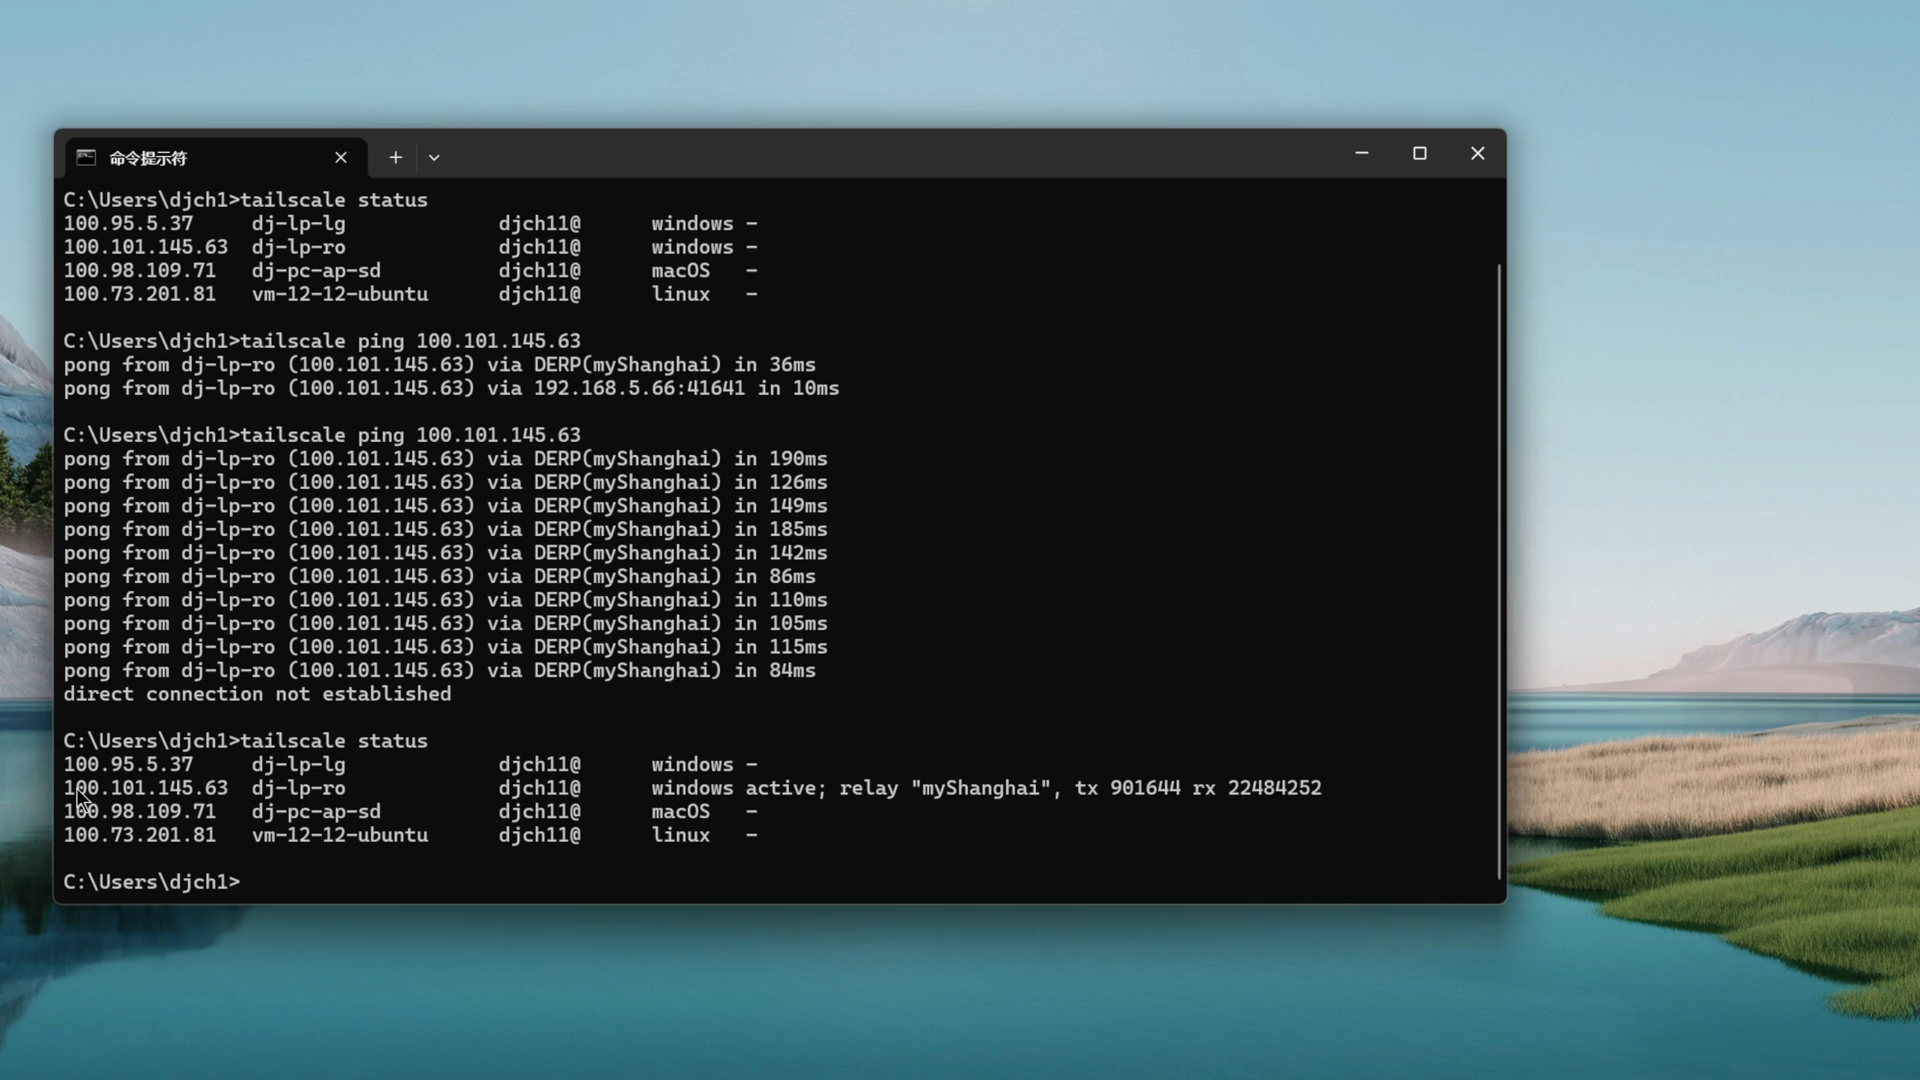 命令提示符
C:\Users\djch1>tailscale status
100.95.5.37     dj-lp-lg             djch11@      windows -
100.101.145.63  dj-lp-ro             djch11@      windows -
100.98.109.71   dj-pc-ap-sd          djch11@      macOS   -
100.73.201.81   vm-12-12-ubuntu      djch11@      linux   -
C:\Users\djch1>tailscale ping 100.101.145.63
pong from dj-lp-ro (100.101.145.63) via DERP(myShanghai) in 36ms
pong from dj-lp-ro (100.101.145.63) via 192.168.5.66:41641 in 10ms
C:\Users\djch1>tailscale ping 100.101.145.63
pong from dj-lp-ro (100.101.145.63) via DERP(myShanghai) in 190ms
pong from dj-lp-ro (100.101.145.63) via DERP(myShanghai) in 126ms
pong from dj-lp-ro (100.101.145.63) via DERP(myShanghai) in 149ms
pong from dj-lp-ro (100.101.145.63) via DERP(myShanghai) in 185ms
pong from dj-lp-ro (100.101.145.63) via DERP(myShanghai) in 142ms
pong from dj-lp-ro (100.101.145.63) via DERP(myShanghai) in 86ms
pong from dj-lp-ro (100.101.145.63) via DERP(myShanghai) in 110ms
pong from dj-lp-ro (100.101.145.63) via DERP(myShanghai) in 105ms
pong from dj-lp-ro (100.101.145.63) via DERP(myShanghai) in 115ms
pong from dj-lp-ro (100.101.145.63) via DERP(myShanghai) in 84ms
direct connection not established
C:\Users\djch1>tailscale status
100.95.5.37     dj-lp-lg             djch11@      windows -
100.101.145.63  dj-lp-ro             djch11@      windows active; relay "myShanghai", tx 901644 rx 22484252
100.98.109.71   dj-pc-ap-sd          djch11@      macOS   -
100.73.201.81   vm-12-12-ubuntu      djch11@      linux   -
C:\Users\djch1>